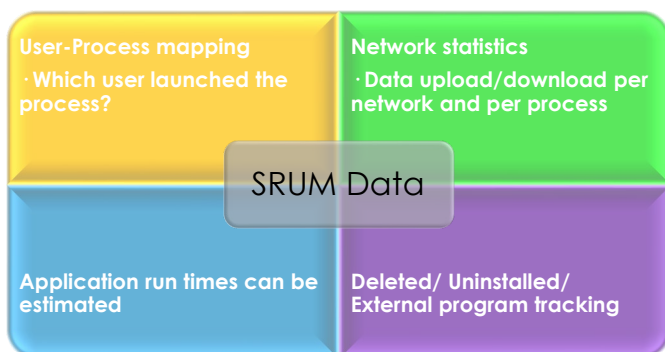 User-Process mapping
· Which user launched the
process?
Network statistics
· Data upload/download per
network and per process
SRUM Data
Application run times can be
estimated
Deleted/ Uninstalled/
External program tracking